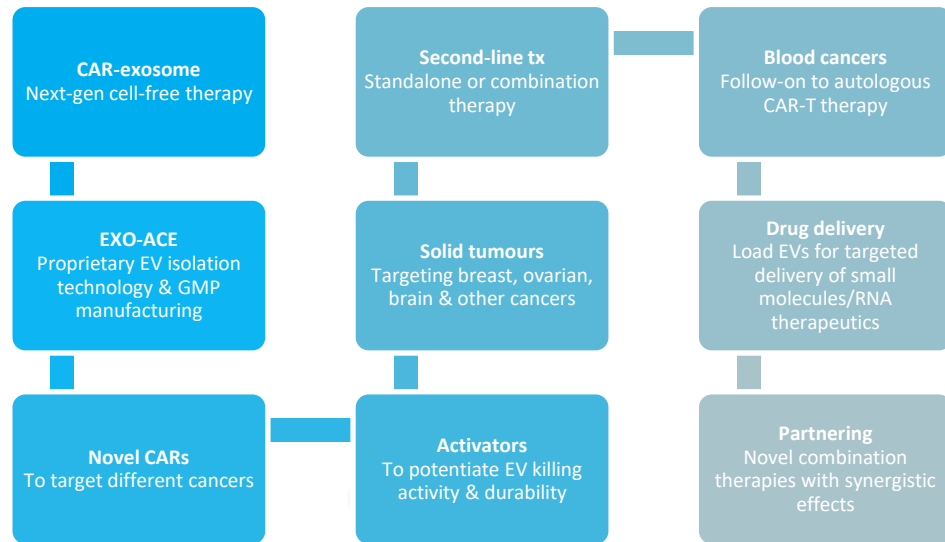 CAR-exosome
Next-gen cell-free therapy
EXO-ACE
Proprietary EV isolation
technology & GMP
manufacturing
Novel CARs
To target different cancers
Activators
To potentiate EV killing
activity & durability
Solid tumours
Targeting breast, ovarian,
brain & other cancers
Second-line tx
Standalone or combination
therapy
Blood cancers
Follow-on to autologous
CAR-T therapy
Drug delivery
Load EVs for targeted
delivery of small
molecules/RNA
therapeutics
Partnering
Novel combination
therapies with synergistic
effects